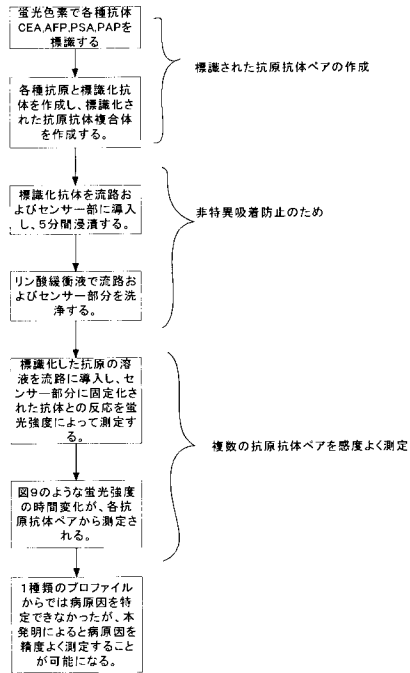 蛍光色素で各種抗体
CEA,AFP,PSA,PAPを
標識する
標識された抗原抗体ペアの作成
各種抗原と標識化抗
体を作成し、標識化さ
れた抗原抗体複合体
を作成する。
標識化抗体を流路お
よびセンサー部に導入
し、5分間浸漬する。
非特異吸着防止のため
リン酸緩衝液で流路お
よびセンサー部分を洗
浄する。
標識化した抗原の溶
液を流路に導入し、セ
ンサー部分に固定化さ
れた抗体との反応を蛍
光強度によって測定す
る。
複数の抗原抗体ペアを感度よく測定
図9のような蛍光強度
の時間変化が、各抗
原抗体ペアから測定さ
れる。
1種類のプロファイル
からでは病原因を特
定できなかったが、本
発明によると病原因を
精度よく測定すること
が可能になる。